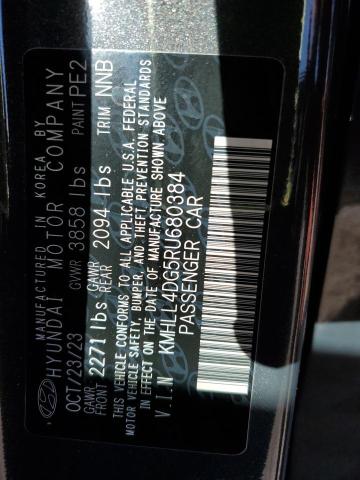 MANUFACTURED IN KOREA BY
HYUNDAI MOTOR COMPANY
OCT/23/23 GVWR 3858 lbs PAINT PE2
GAWR FRONT 2271 lbs GAWR REAR 2094 lbs TRIM NNB
THIS VEHICLE CONFORMS TO ALL APPLICABLE U.S.A. FEDERAL
MOTOR VEHICLE SAFETY, BUMPER, AND THEFT PREVENTION STANDARDS
IN EFFECT ON THE DATE OF MANUFACTURE SHOWN ABOVE
V.I.N KMHLL4DG5RU680384
PASSENGER CAR